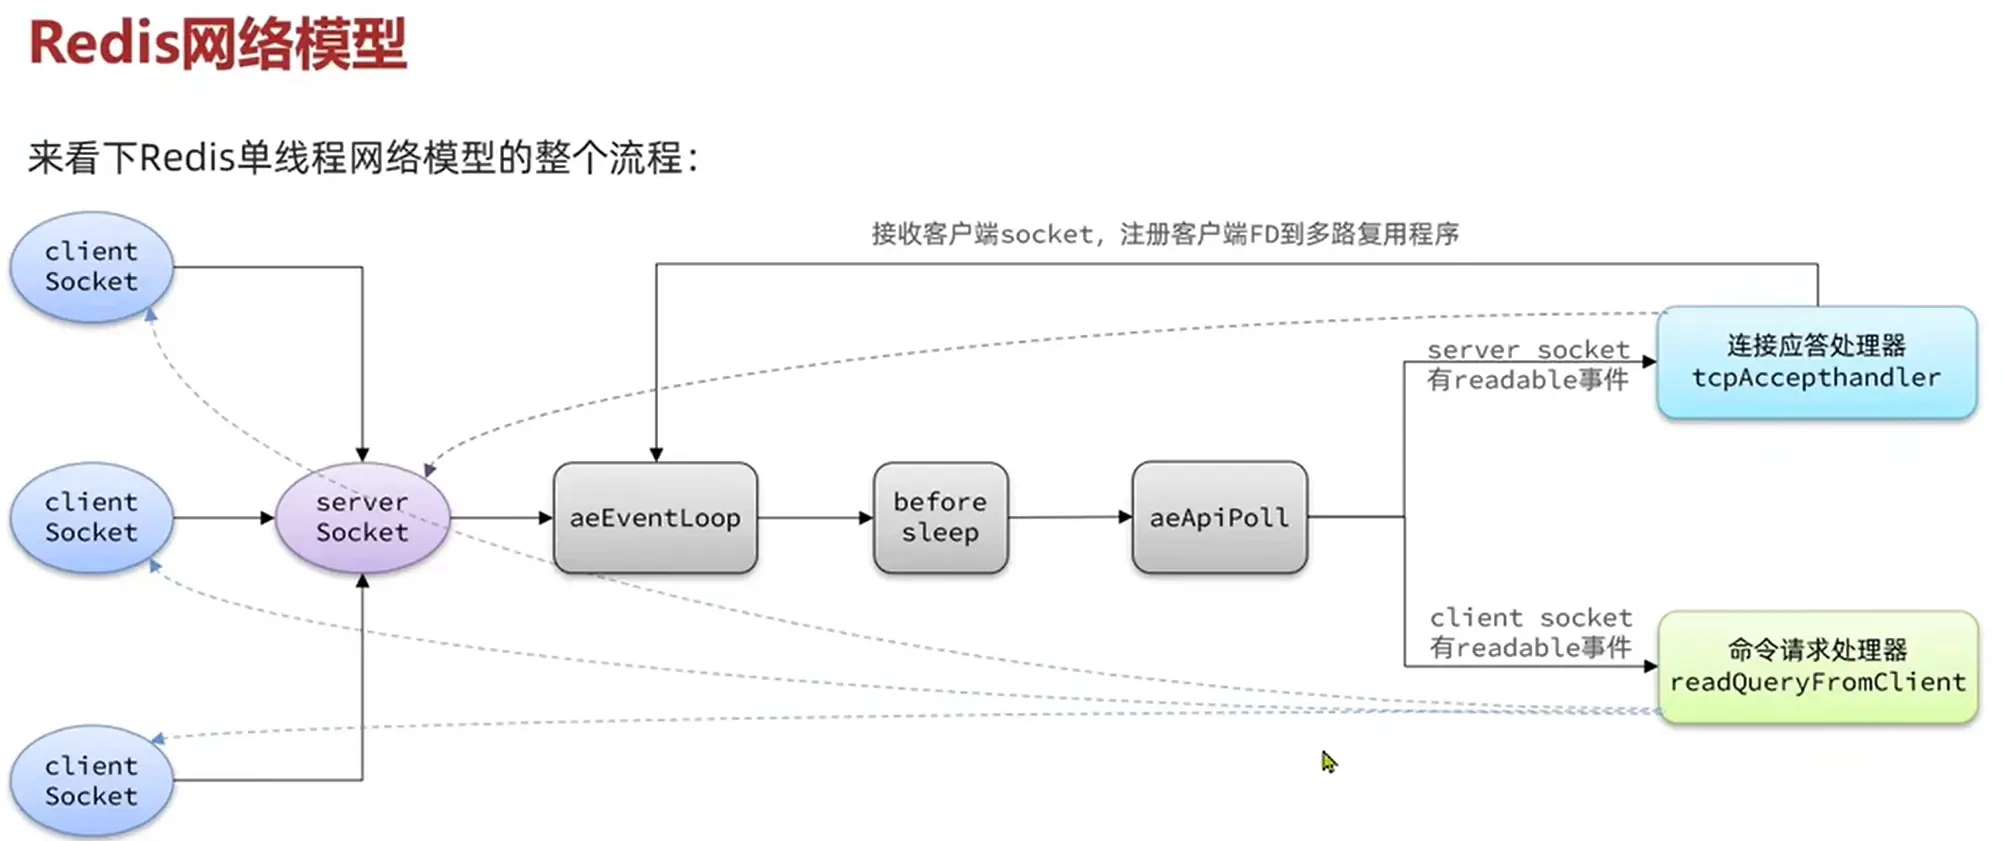 Redis网络模型
来看下Redis单线程网络模型的整个流程：
接收客户端socket，注册客户端FD到多路复用程序
client
Socket
client
Socket
client
Socket
server
Socket
aeEventLoop
before
sleep
aeApiPoll
server socket
有readable事件
连接应答处理器
tcpAccepthandler
client socket
有readable事件
命令请求处理器
readQueryFromClient